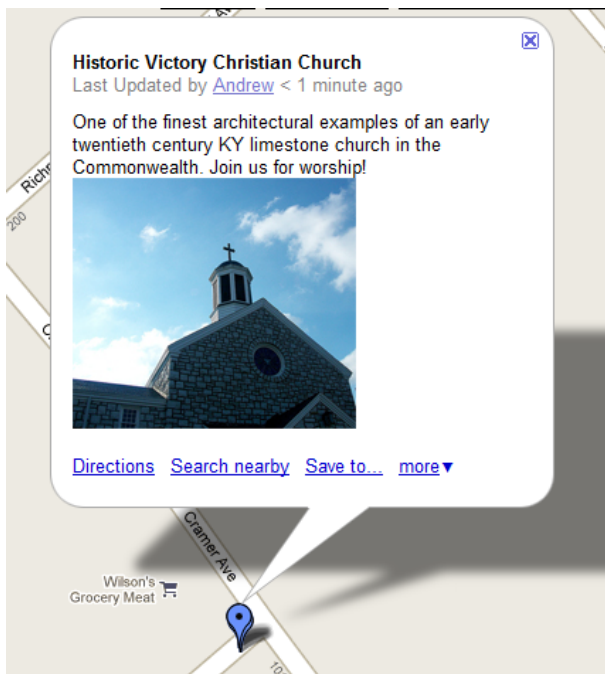 Historic Victory Christian Church
Last Updated by Andrew < 1 minute ago
One of the finest architectural examples of an early
twentieth century KY limestone church in the
Commonwealth. Join us for worship!
200
Directions Search nearby Save to... more▼
Cramer Ave
Wilson's
Grocery Meat